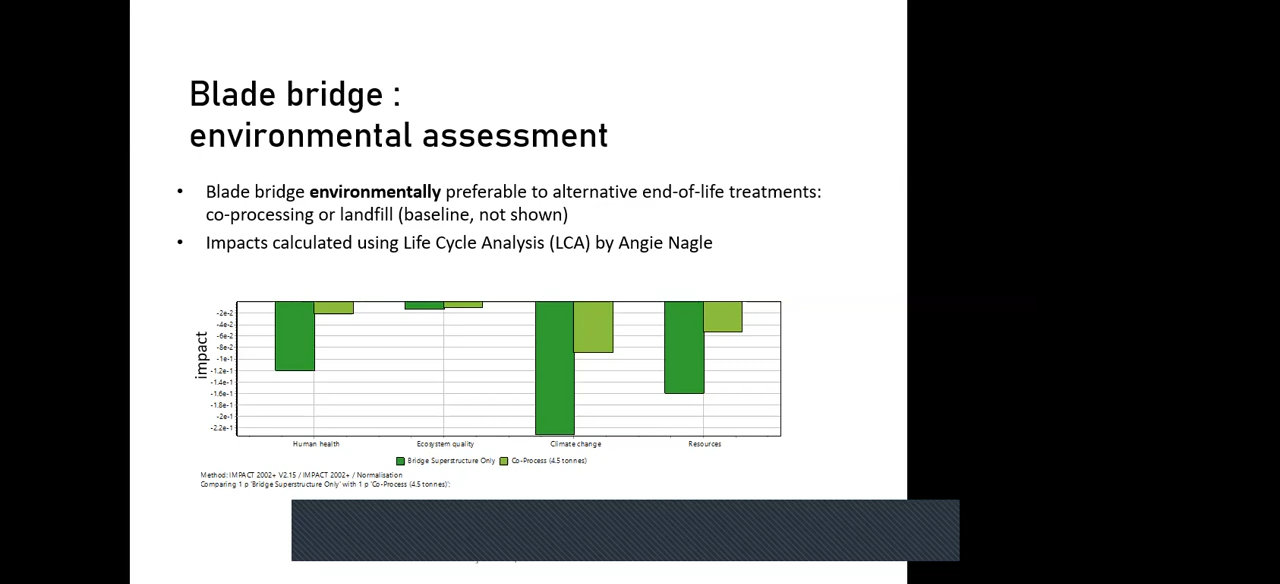 Blade bridge :
environmental assessment
• Blade bridge environmentally preferable to alternative end-of-life treatments:
co-processing or landfill (baseline, not shown)
• Impacts calculated using Life Cycle Analysis (LCA) by Angie Nagle
impact
-2e-2
-4e-2
-6e-2
-8e-2
-1e-1
-1.2e-1
-1.4e-1
-1.6e-1
-1.8e-1
-2e-1
-2.2e-1
Human health Ecosystem quality Climate change Resources
Bridge Superstructure Only Co-Process (4.5 tonnes)
Method: IMPACT 2002+ V2.15 / IMPACT 2002+ / Normalisation
Comparing 1 p 'Bridge Superstructure Only' with 1 p 'Co-Process (4.5 tonnes)';